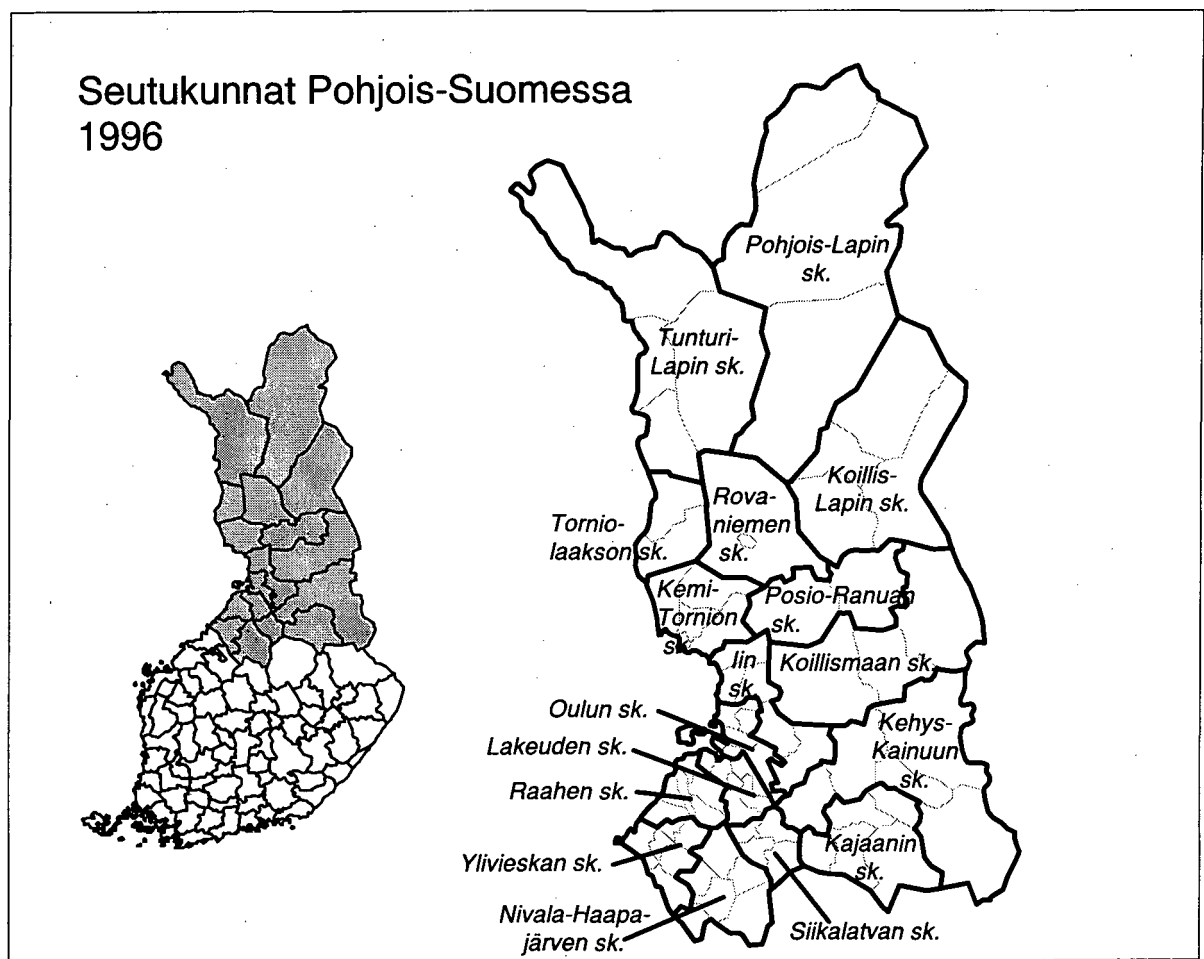 Seutukunnat Pohjois-Suomessa
1996
Pohjois-Lapin
sk.
Tunturi-
Lapin sk.
Koillis-
Lapin sk.
Rova-
niemen
sk.
Tornio-
laakson sk.
Kemi-
Tornion
sk.
Posio-Ranuan
sk.
Iin
sk.
Koillismaan sk.
Oulun sk.
Kehys-
Kainuun
sk.
Lakeuden sk.
Raahen sk.
Kajaanin
sk.
Ylivieskan sk.
Nivala-Haapa-
järven sk.
Siikalatvan sk.